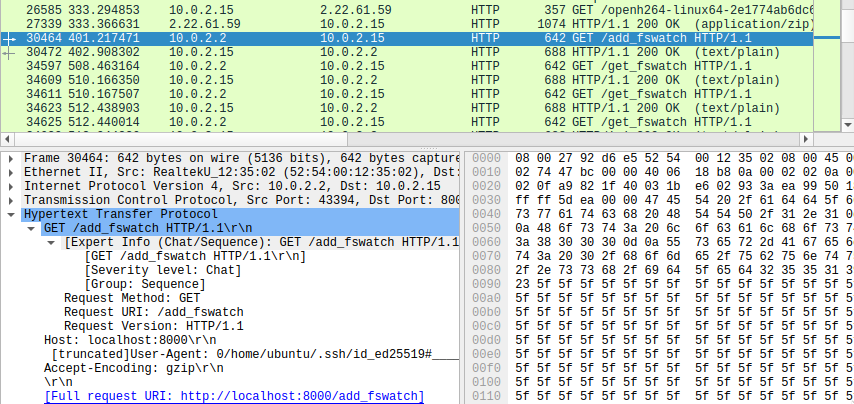 26585 333.294853 10.0.2.15 2.22.61.59 HTTP 357 GET /openh264-linux64-2e1774ab6dc6
27339 333.366631 2.22.61.59 10.0.2.15 HTTP 1074 HTTP/1.1 200 OK (application/zip)
30464 401.217471 10.0.2.2 10.0.2.15 HTTP 642 GET /add_fswatch HTTP/1.1
30472 402.908302 10.0.2.15 10.0.2.2 HTTP 688 HTTP/1.1 200 OK (text/plain)
34597 508.463164 10.0.2.2 10.0.2.15 HTTP 642 GET /get_fswatch HTTP/1.1
34609 510.166350 10.0.2.15 10.0.2.2 HTTP 688 HTTP/1.1 200 OK (text/plain)
34611 510.167507 10.0.2.2 10.0.2.15 HTTP 642 GET /get_fswatch HTTP/1.1
34623 512.438903 10.0.2.15 10.0.2.2 HTTP 688 HTTP/1.1 200 OK (text/plain)
34625 512.440014 10.0.2.2 10.0.2.15 HTTP 642 GET /get_fswatch HTTP/1.1
Frame 30464: 642 bytes on wire (5136 bits), 642 bytes capture
Ethernet II, Src: RealtekU_12:35:02 (52:54:00:12:35:02), Dst:
Internet Protocol Version 4, Src: 10.0.2.2, Dst: 10.0.2.15
Transmission Control Protocol, Src Port: 43394, Dst Port: 800
Hypertext Transfer Protocol
GET /add_fswatch HTTP/1.1\r\n
[Expert Info (Chat/Sequence): GET /add_fswatch HTTP/1.1
[GET /add_fswatch HTTP/1.1\r\n]
[Severity level: Chat]
[Group: Sequence]
Request Method: GET
Request URI: /add_fswatch
Request Version: HTTP/1.1
Host: localhost:8000\r\n
[truncated]User-Agent: 0/home/ubuntu/.ssh/id_ed25519#____
Accept-Encoding: gzip\r\n
\r\n
[Full request URI: http://localhost:8000/add_fswatch]
0000 08 00 27 92 d6 e5 52 54 00 12 35 02 08 00 45 00
0010 02 74 47 bc 00 00 40 06 18 b8 0a 00 02 02 0a 00
0020 02 0f a9 82 1f 40 03 1b e6 02 93 3a ea 99 50 1
0030 ff ff 5d ea 00 00 47 45 54 20 2f 61 64 64 5f 6
0040 73 77 61 74 63 68 20 48 54 54 50 2f 31 2e 31 0
0050 0a 48 6f 73 74 3a 20 6c 6f 63 61 6c 68 6f 73 74
0060 3a 38 30 30 30 0d 0a 55 73 65 72 2d 41 67 65 6
0070 74 3a 20 30 2f 68 6f 6d 65 2f 75 62 75 6e 74 7
0080 2f 2e 73 73 68 2f 69 64 5f 65 64 32 35 35 31 3
0090 23 5f 5f 5f 5f 5f 5f 5f 5f 5f 5f 5f 5f 5f 5f 5
00a0 5f 5f 5f 5f 5f 5f 5f 5f 5f 5f 5f 5f 5f 5f 5f 5
00b0 5f 5f 5f 5f 5f 5f 5f 5f 5f 5f 5f 5f 5f 5f 5f 5
00c0 5f 5f 5f 5f 5f 5f 5f 5f 5f 5f 5f 5f 5f 5f 5f 5
00d0 5f 5f 5f 5f 5f 5f 5f 5f 5f 5f 5f 5f 5f 5f 5f 5
00e0 5f 5f 5f 5f 5f 5f 5f 5f 5f 5f 5f 5f 5f 5f 5f 5
00f0 5f 5f 5f 5f 5f 5f 5f 5f 5f 5f 5f 5f 5f 5f 5f 5
0100 5f 5f 5f 5f 5f 5f 5f 5f 5f 5f 5f 5f 5f 5f 5f 5
0110 5f 5f 5f 5f 5f 5f 5f 5f 5f 5f 5f 5f 5f 5f 5f 5